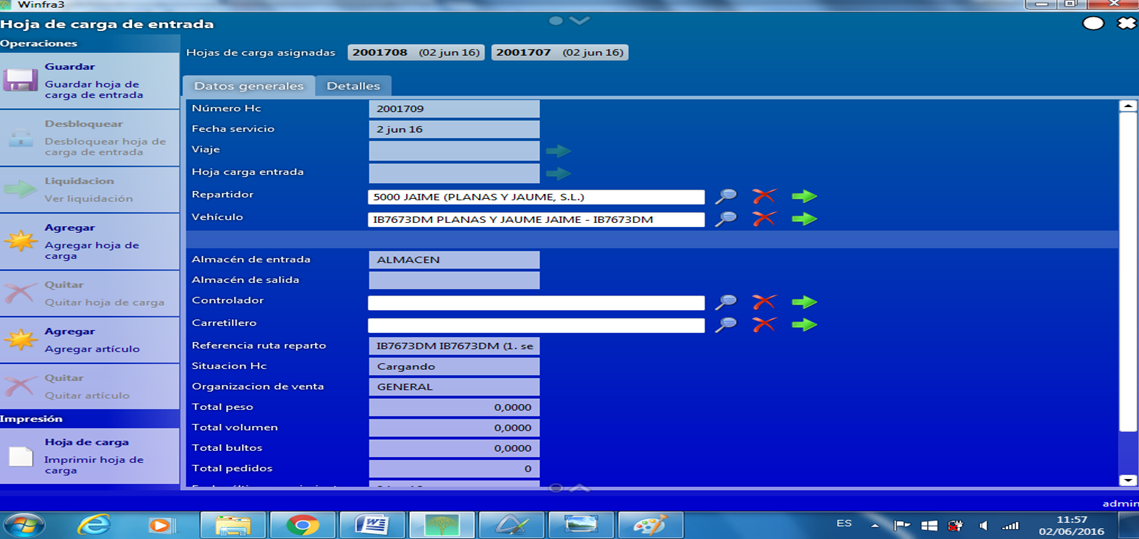 Winfra3
Hoja de carga de entrada
Operaciones
Guardar
Guardar hoja de
carga de entrada
Desbloquear
Desbloquear hoja de
carga de entrada
Liquidacion
Ver liquidación
Agregar
Agregar hoja de
carga
Quitar
Quitar hoja de carga
Agregar
Agregar artículo
Quitar
Quitar artículo
Impresión
Hoja de carga
Imprimir hoja de
carga
Hojas de carga asignadas 2001708 (02 jun 16) 2001707 (02 jun 16)
Datos generales Detalles
Número Hc 2001709
Fecha servicio 2 jun 16
Viaje
Hoja carga entrada
Repartidor 5000 JAIME (PLANAS Y JAUME, S.L.)
Vehículo IB7673DM PLANAS Y JAUME JAIME - IB7673DM
Almacén de entrada ALMACEN
Almacén de salida
Controlador
Carretillero
Referencia ruta reparto IB7673DM IB7673DM (1. se
Situacion Hc Cargando
Organizacion de venta GENERAL
Total peso 0,0000
Total volumen 0,0000
Total bultos 0,0000
Total pedidos 0
admin
ES
11:57
02/06/2016